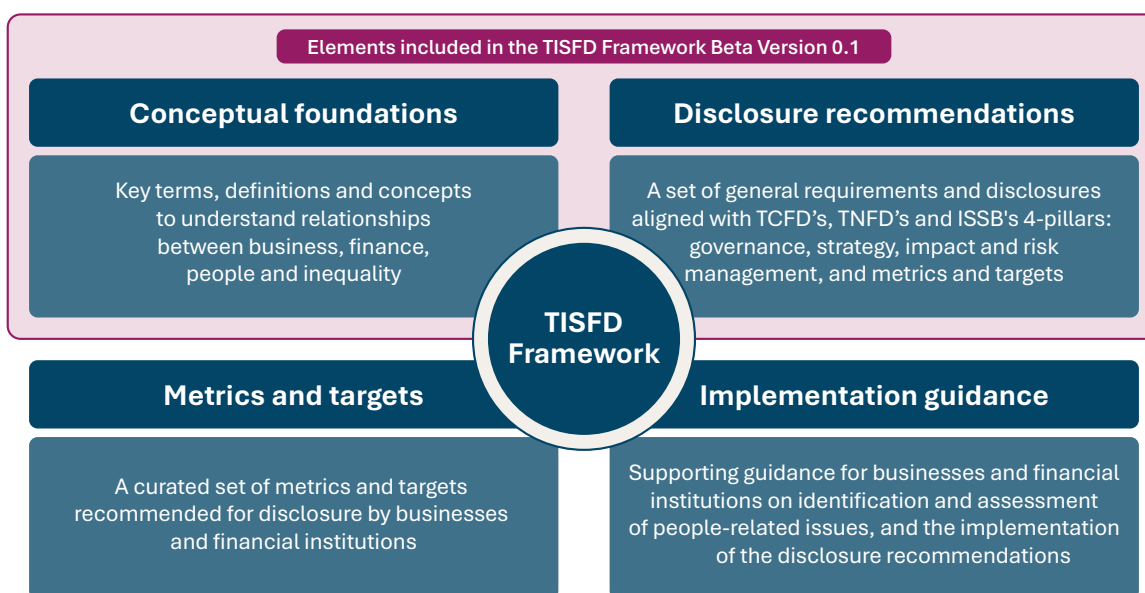 Elements included in the TISFD Framework Beta Version 0.1
Conceptual foundations
Key terms, definitions and concepts
to understand relationships
between business, finance,
people and inequality
Disclosure recommendations
A set of general requirements and disclosures
aligned with TCFD’s, TNFD’s and ISSB's 4-pillars:
governance, strategy, impact and risk
management, and metrics and targets
TISFD
Framework
Metrics and targets
A curated set of metrics and targets
recommended for disclosure by businesses
and financial institutions
Implementation guidance
Supporting guidance for businesses and financial
institutions on identification and assessment
of people-related issues, and the implementation
of the disclosure recommendations